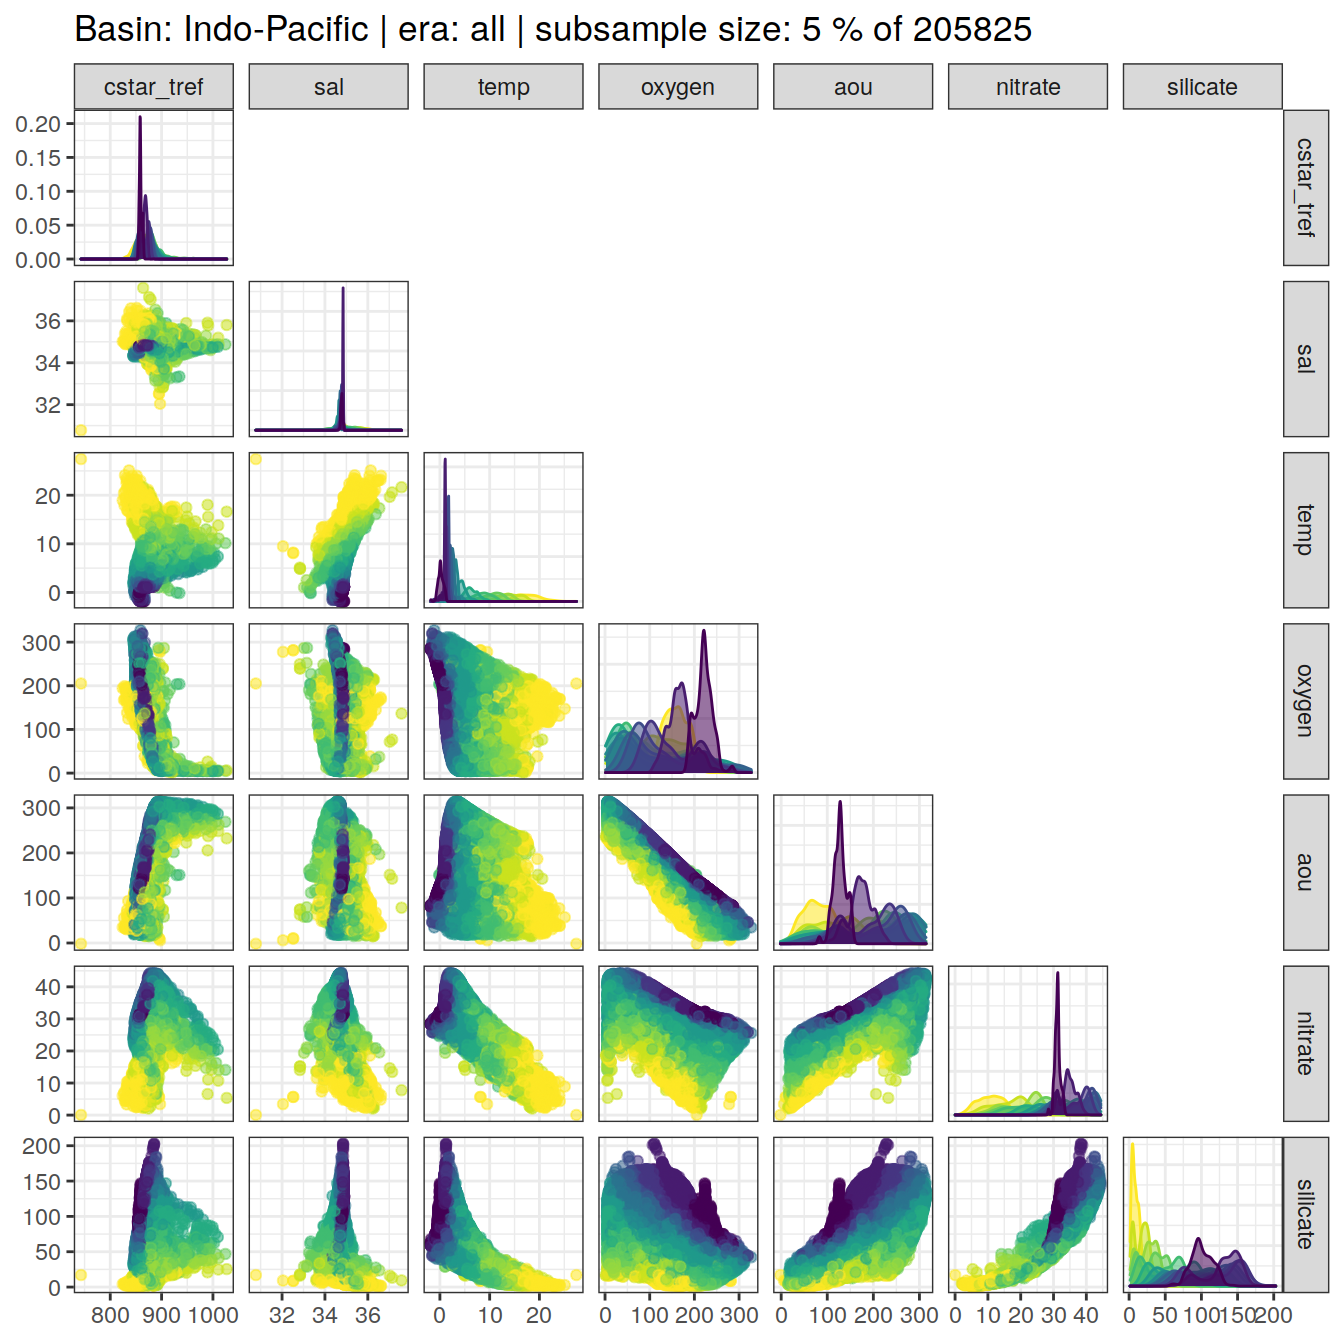 Basin: Indo-Pacific | era: all | subsample size: 5 % of 205825
cstar_tref sal temp oxygen aou nitrate silicate
0.20
0.15
0.10
0.05
0.00
cstar_tref
36
34
32
sal
20
10
0
temp
300
200
100
0
oxygen
300
200
100
0
aou
40
30
20
10
0
nitrate
200
150
100
50
0
silicate
800 900 1000 32 34 36 0 10 20 0 100 200 300 0 100 200 300 0 10 20 30 40 0 50 100 150 200